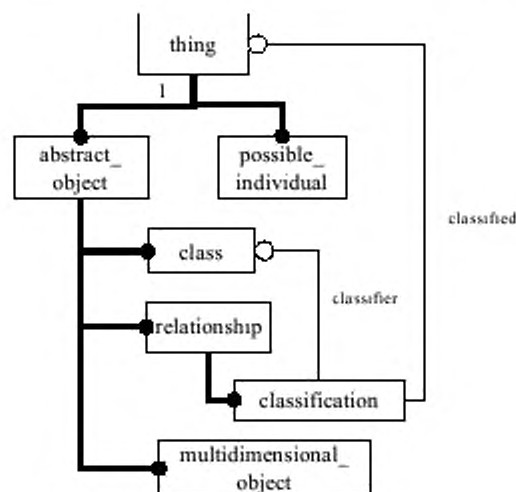 thing
1
abstract_
object
possible_
individual
classified
class
classifier
relationship
classification
multidimensional_
object